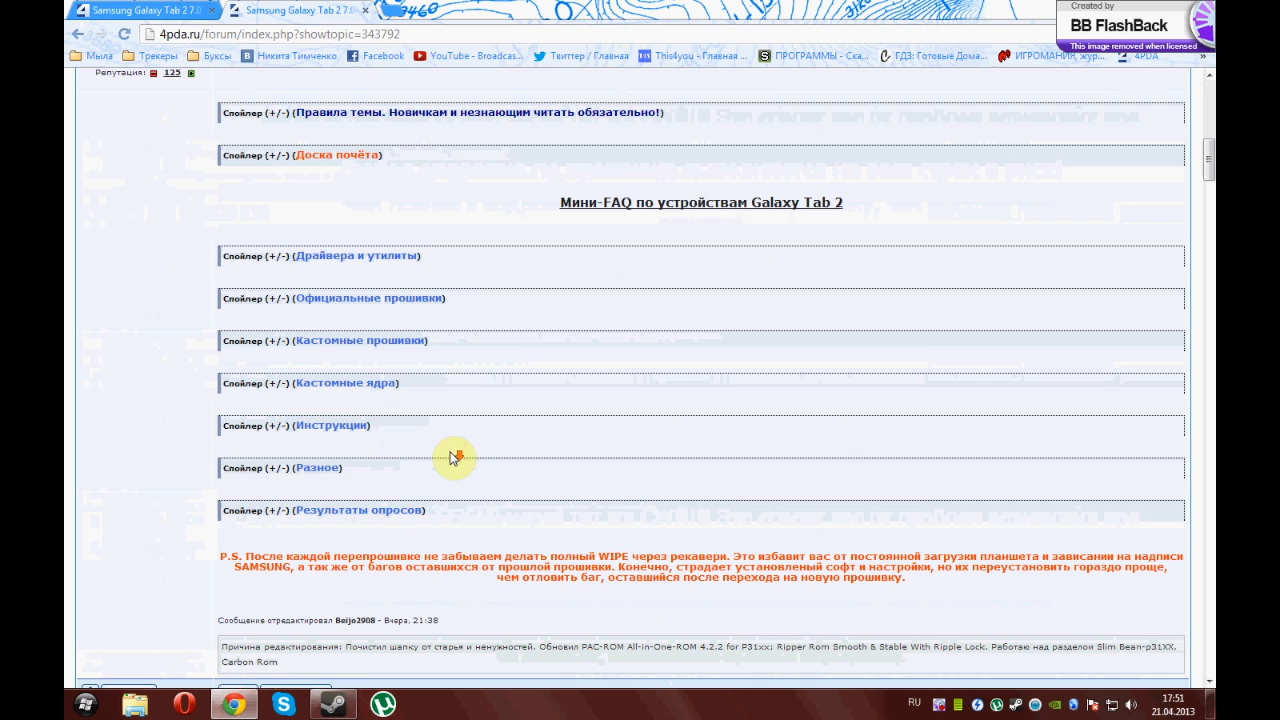 Samsung Galaxy Tab 2 7.0
Samsung Galaxy Tab 2 7.0
Created by
BB FlashBack
This image removed when licensed
4pda.ru/forum/index.php?showtopic=343792
Мыла
Трекеры
Буксы
Никита Тимченко
Facebook
YouTube - Broadcas...
Твиттер / Главная
This4you - Главная ...
ПРОГРАММЫ - Ска...
ГДЗ: Готовые Дома...
ИГРОМАНИЯ, жур...
4PDA
»
Репутация: 125
Спойлер (+/-) (Правила темы. Новичкам и незнающим читать обязательно!)
Спойлер (+/-) (Доска почёта)
Мини-FAQ по устройствам Galaxy Tab 2
Спойлер (+/-) (Драйвера и утилиты)
Спойлер (+/-) (Официальные прошивки)
Спойлер (+/-) (Кастомные прошивки)
Спойлер (+/-) (Кастомные ядра)
Спойлер (+/-) (Инструкции)
Спойлер (+/-) (Разное)
Спойлер (+/-) (Результаты опросов)
P.S. После каждой перепрошивке не забываем делать полный WIPE через рекавери. Это избавит вас от постоянной загрузки планшета и зависании на надписи
SAMSUNG, а так же от багов оставшихся от прошлой прошивки. Конечно, страдает установленый софт и настройки, но их переустановить гораздо проще,
чем отловить баг, оставшийся после перехода на новую прошивку.
Сообщение отредактировал Beijo2908 - Вчера, 21:38
Причина редактирования: Почистил шапку от старья и ненужностей. Обновил PAC-ROM All-in-One-ROM 4.2.2 for P31xx; Ripper Rom Smooth & Stable With Ripple Lock. Работаю над разделом Slim Bean-p31XX,
Carbon Rom
RU
17:51
21.04.2013